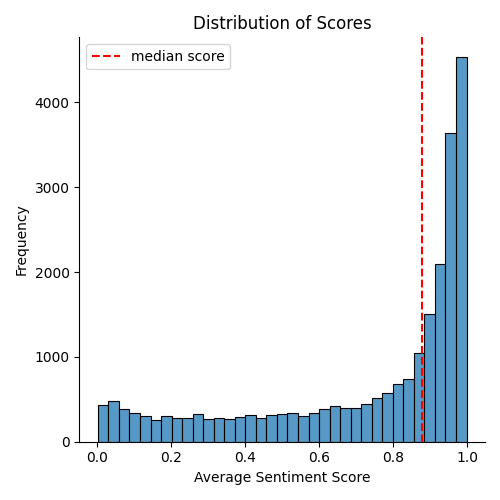 Distribution of Scores
median score
Frequency
4000
3000
2000
1000
0
0.0 0.2 0.4 0.6 0.8 1.0
Average Sentiment Score